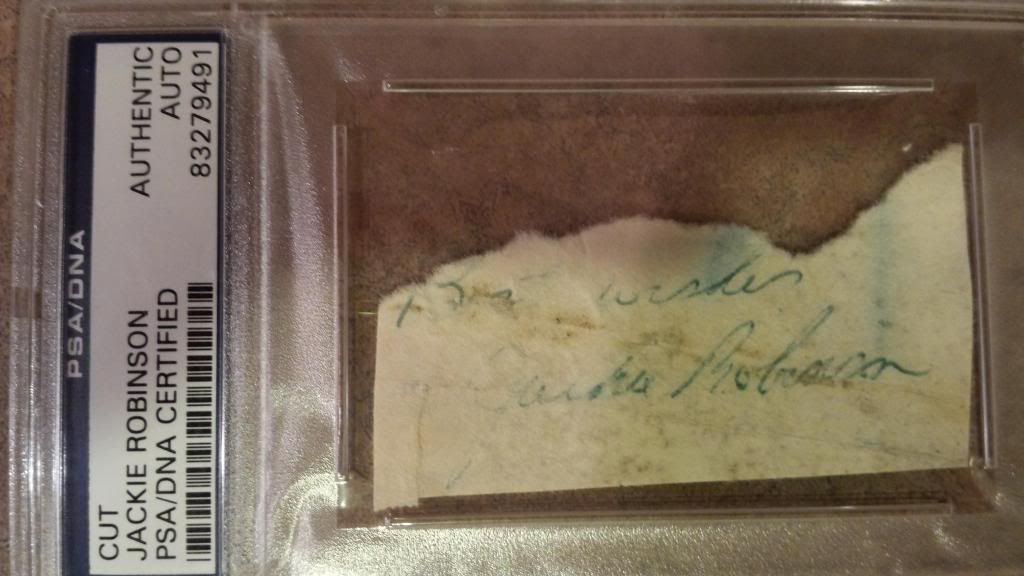 PSA/DNA
CUT
JACKIE ROBINSON
PSA/DNA CERTIFIED
AUTHENTIC
AUTO
83279491
Best wishes
Jackie Robinson